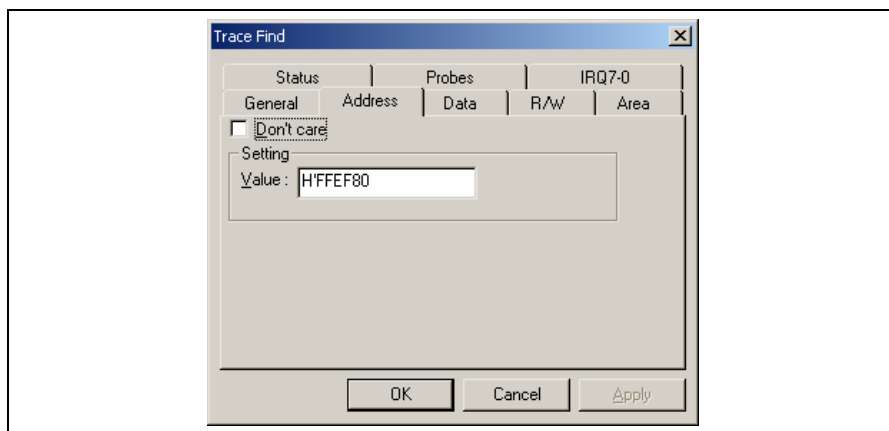 Trace Find
Status Probes IRQ7-0
General Address Data R/W Area
Don't care
Setting
Value : H'FFEF80
OK Cancel Apply